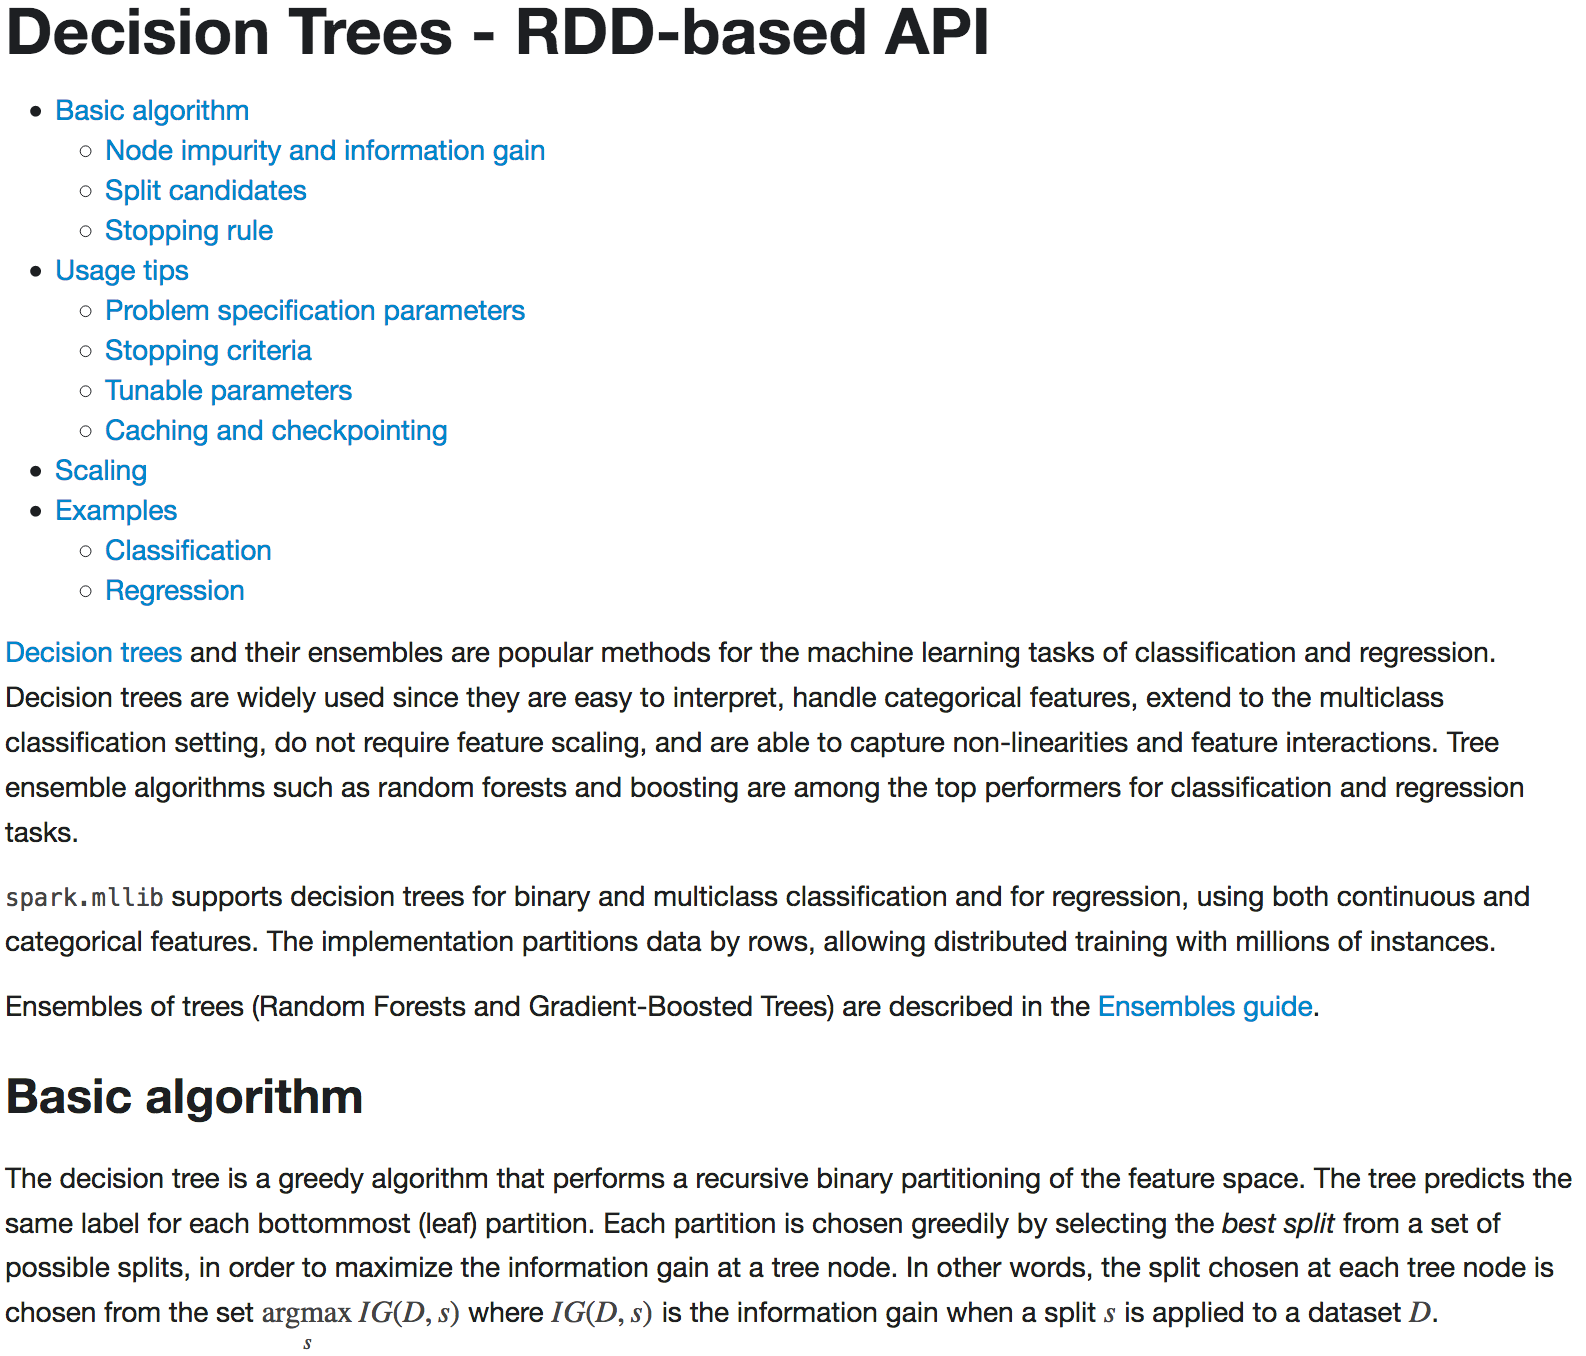 Decision Trees - RDD-based API
Basic algorithm
Node impurity and information gain
Split candidates
Stopping rule
Usage tips
Problem specification parameters
Stopping criteria
Tunable parameters
Caching and checkpointing
Scaling
Examples
Classification
Regression
Decision trees and their ensembles are popular methods for the machine learning tasks of classification and regression.
Decision trees are widely used since they are easy to interpret, handle categorical features, extend to the multiclass
classification setting, do not require feature scaling, and are able to capture non-linearities and feature interactions. Tree
ensemble algorithms such as random forests and boosting are among the top performers for classification and regression
tasks.
spark.mllib supports decision trees for binary and multiclass classification and for regression, using both continuous and
categorical features. The implementation partitions data by rows, allowing distributed training with millions of instances.
Ensembles of trees (Random Forests and Gradient-Boosted Trees) are described in the Ensembles guide.
Basic algorithm
The decision tree is a greedy algorithm that performs a recursive binary partitioning of the feature space. The tree predicts the
same label for each bottommost (leaf) partition. Each partition is chosen greedily by selecting the best split from a set of
possible splits, in order to maximize the information gain at a tree node. In other words, the split chosen at each tree node is
chosen from the set argmax IG(D, s) where IG(D, s) is the information gain when a split s is applied to a dataset D.
s